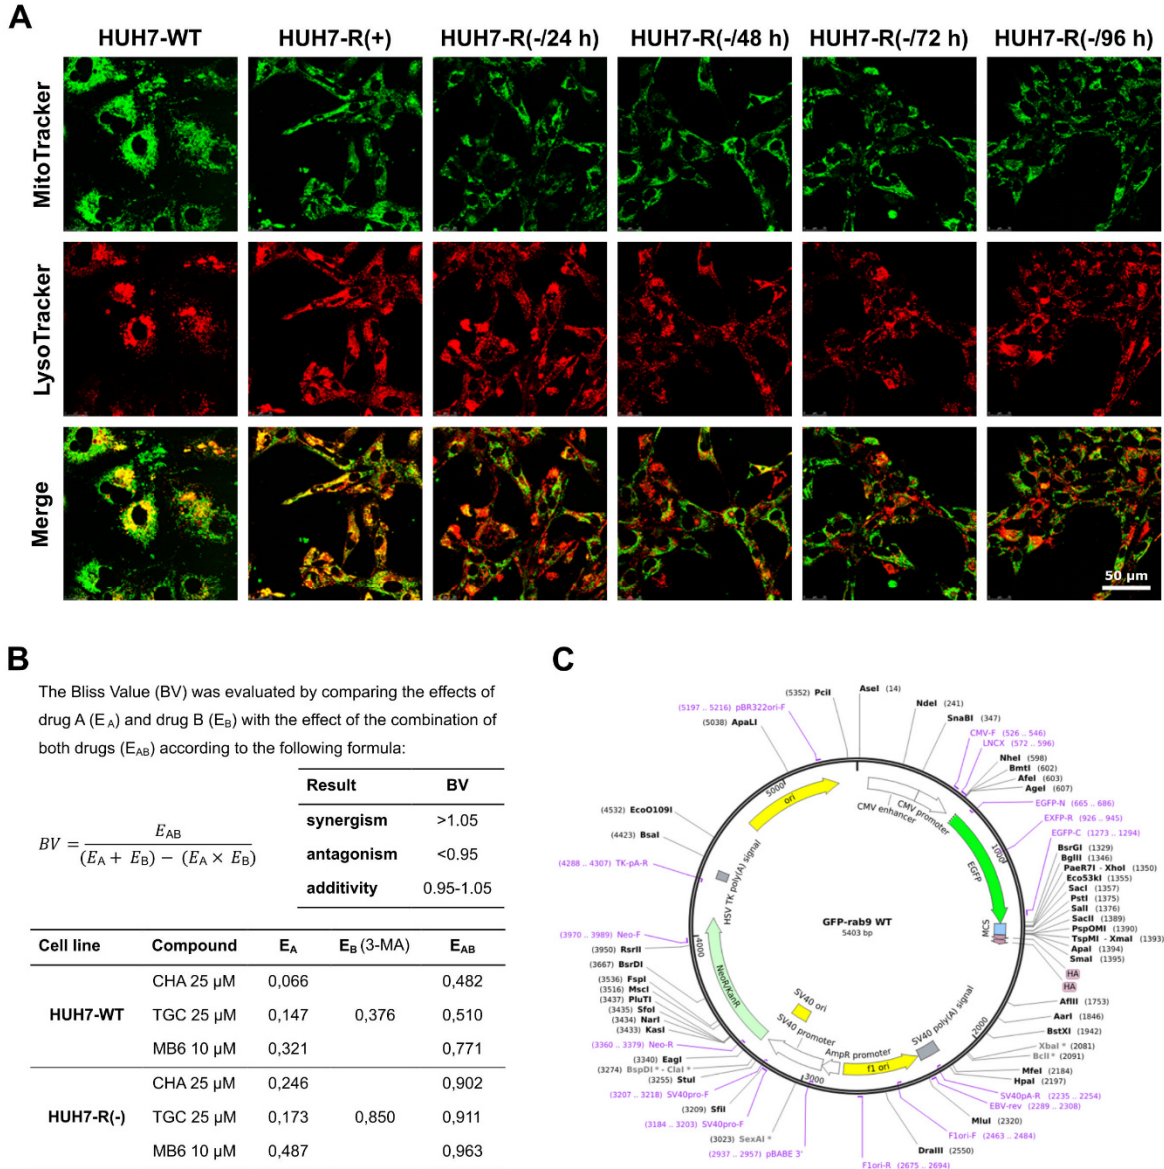 A
HUH7-WT
HUH7-R(+)
HUH7-R(-/24 h)
HUH7-R(-/48 h)
HUH7-R(-/72 h)
HUH7-R(-/96 h)
MitoTracker
LysoTracker
Merge
50 µm
B
The Bliss Value (BV) was evaluated by comparing the effects of
drug A (EA) and drug B (EB) with the effect of the combination of
both drugs (EAB) according to the following formula:
BV = EAB / (EA + EB) − (EA × EB)
Result BV
synergism >1.05
antagonism <0.95
additivity 0.95-1.05
Cell line Compound EA EB (3-MA) EAB
CHA 25 µM 0,066 0,482
HUH7-WT TGC 25 µM 0,147 0,376 0,510
MB6 10 µM 0,321 0,771
CHA 25 µM 0,246 0,902
HUH7-R(-) TGC 25 µM 0,173 0,850 0,911
MB6 10 µM 0,487 0,963
C
(5352) PciI
AseI (14)
(5197 .. 5216) pBR322ori-F
NdeI (241)
(5038) ApaLI
SnaBI (347)
CMV-F (526 .. 546)
LNCX (572 .. 596)
NheI (598)
BmtI (602)
AfeI (603)
AgeI (607)
EGFP-N (665 .. 686)
EXFP-R (926 .. 945)
EGFP-C (1273 .. 1294)
BsrGI (1329)
BglII (1346)
PaeR7I - XhoI (1350)
Eco53kI (1355)
SacI (1357)
PstI (1375)
SalI (1376)
SacII (1389)
PspOMI (1390)
TspMI - XmaI (1393)
ApaI (1394)
SmaI (1395)
HA
HA
AflII (1753)
AarI (1846)
BstXI (1942)
XbaI * (2081)
BclI * (2091)
MfeI (2184)
HpaI (2197)
SV40pA-R (2235 .. 2254)
EBV-rev (2289 .. 2308)
MluI (2320)
F1ori-F (2463 .. 2484)
DraIII (2550)
F1ori-R (2675 .. 2694)
(2937 .. 2957) pBABE 3'
(3023) SexAI *
(3184 .. 3203) SV40pro-F
(3209) SfiI
(3207 .. 3218) SV40pro-F
(3255) StuI
(3274) BspDI * - ClaI *
(3340) EagI
(3360 .. 3379) Neo-R
(3433) KasI
(3434) NarI
(3435) SfoI
(3437) PluTI
(3516) MscI
(3536) FspI
(3667) BsrDI
(3950) RsrII
(3970 .. 3989) Neo-F
(4288 .. 4307) TK-pA-R
(4423) BsaI
(4532) EcoO109I
GFP-rab9 WT
5403 bp
ori
CMV enhancer
CMV promoter
EGFP
MCS
SV40 poly(A) signal
f1 ori
AmpR promoter
SV40 promoter
SV40 ori
NeoR/KanR
HSV TK poly(A) signal
1000
2000
3000
4000
5000